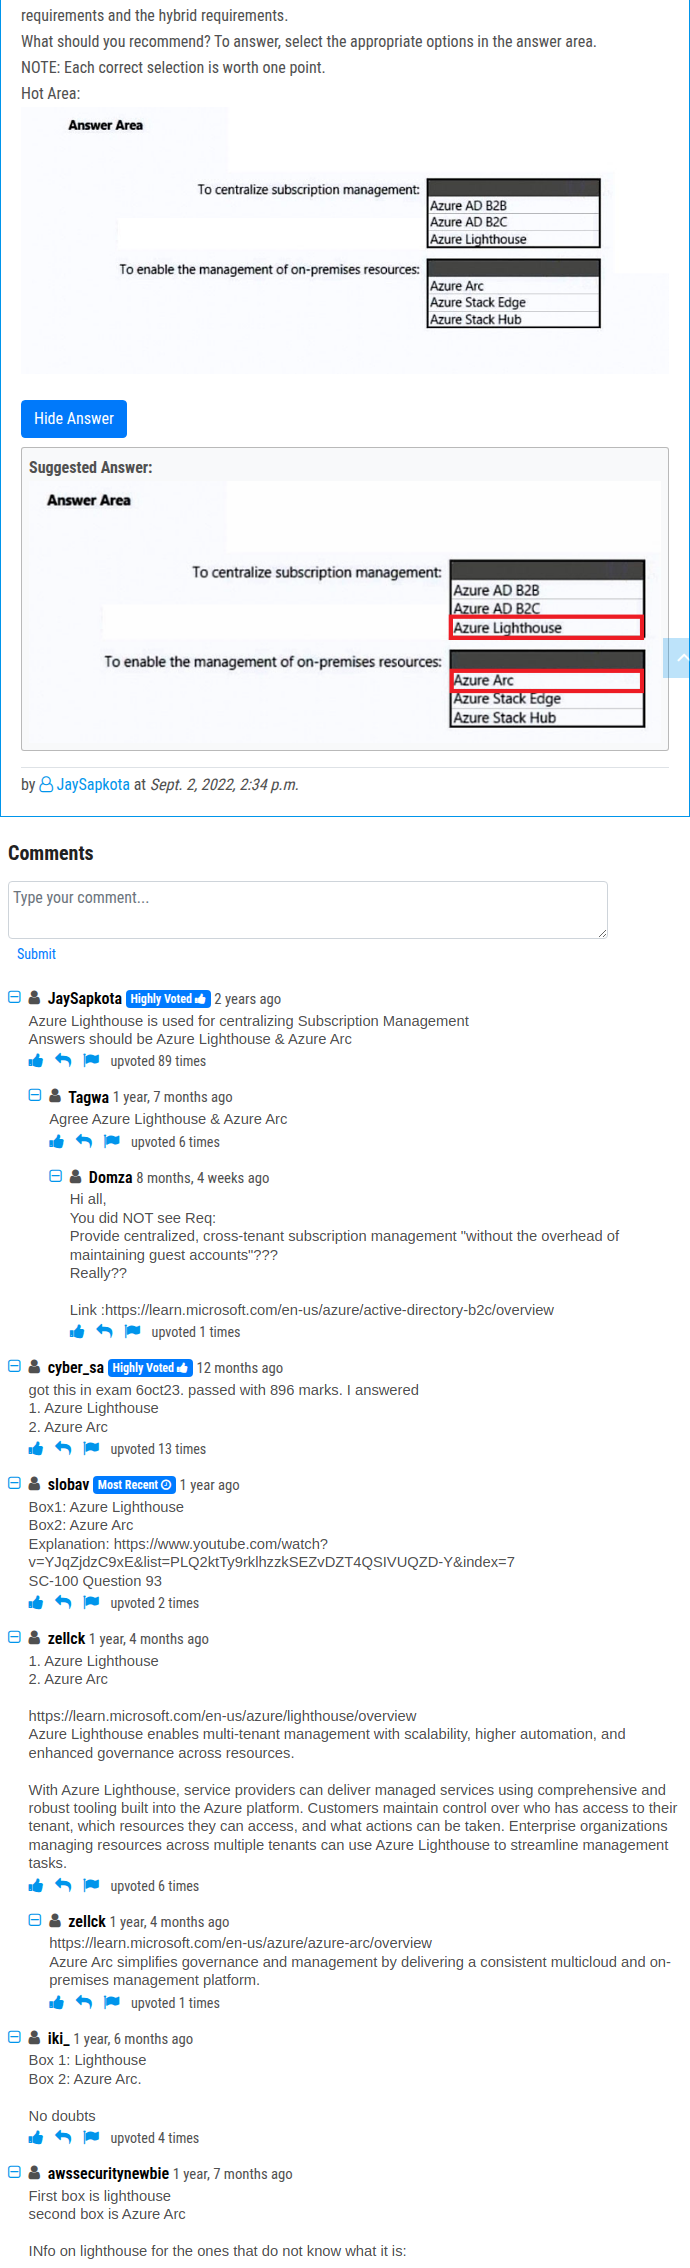 requirements and the hybrid requirements.
What should you recommend? To answer, select the appropriate options in the answer area.
NOTE: Each correct selection is worth one point.
Hot Area:
Answer Area
To centralize subscription management:
Azure AD B2B
Azure AD B2C
Azure Lighthouse
To enable the management of on-premises resources:
Azure Arc
Azure Stack Edge
Azure Stack Hub
Hide Answer
Suggested Answer:
Answer Area
To centralize subscription management:
Azure AD B2B
Azure AD B2C
Azure Lighthouse
To enable the management of on-premises resources:
Azure Arc
Azure Stack Edge
Azure Stack Hub
by JaySapkota at Sept. 2, 2022, 2:34 p.m.
Comments
Type your comment...
Submit
JaySapkota Highly Voted 2 years ago
Azure Lighthouse is used for centralizing Subscription Management
Answers should be Azure Lighthouse & Azure Arc
upvoted 89 times
Tagwa 1 year, 7 months ago
Agree Azure Lighthouse & Azure Arc
upvoted 6 times
Domza 8 months, 4 weeks ago
Hi all,
You did NOT see Req:
Provide centralized, cross-tenant subscription management "without the overhead of
maintaining guest accounts"???
Really??
Link :https://learn.microsoft.com/en-us/azure/active-directory-b2c/overview
upvoted 1 times
cyber_sa Highly Voted 12 months ago
got this in exam 6oct23. passed with 896 marks. I answered
1. Azure Lighthouse
2. Azure Arc
upvoted 13 times
slobav Most Recent 1 year ago
Box1: Azure Lighthouse
Box2: Azure Arc
Explanation: https://www.youtube.com/watch?
v=YJqZjdzC9xE&list=PLQ2ktTy9rklhzzkSEZvDZT4QSIVUQZD-Y&index=7
SC-100 Question 93
upvoted 2 times
zellck 1 year, 4 months ago
1. Azure Lighthouse
2. Azure Arc
https://learn.microsoft.com/en-us/azure/lighthouse/overview
Azure Lighthouse enables multi-tenant management with scalability, higher automation, and
enhanced governance across resources.
With Azure Lighthouse, service providers can deliver managed services using comprehensive and
robust tooling built into the Azure platform. Customers maintain control over who has access to their
tenant, which resources they can access, and what actions can be taken. Enterprise organizations
managing resources across multiple tenants can use Azure Lighthouse to streamline management
tasks.
upvoted 6 times
zellck 1 year, 4 months ago
https://learn.microsoft.com/en-us/azure/azure-arc/overview
Azure Arc simplifies governance and management by delivering a consistent multicloud and on-
premises management platform.
upvoted 1 times
iki_ 1 year, 6 months ago
Box 1: Lighthouse
Box 2: Azure Arc.
No doubts
upvoted 4 times
awssecuritynewbie 1 year, 7 months ago
First box is lighthouse
second box is Azure Arc
INfo on lighthouse for the ones that do not know what it is: